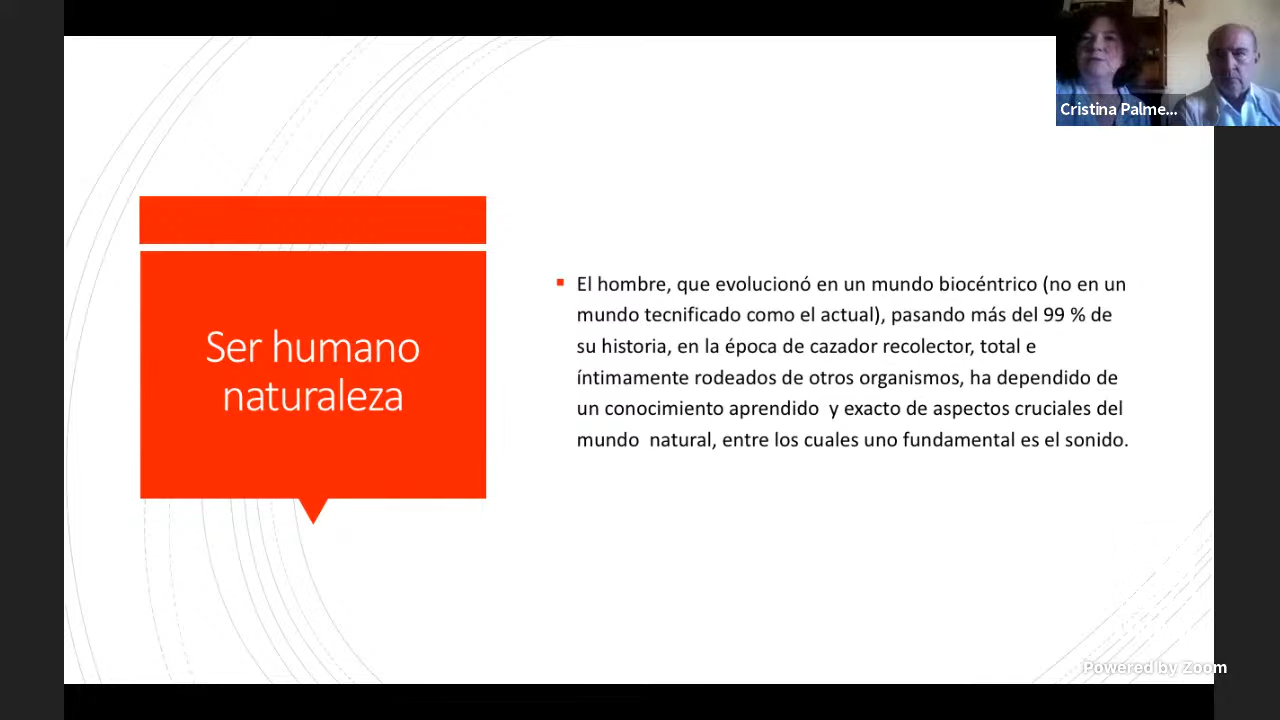 Cristina Palme...
Ser humano
naturaleza
▪ El hombre, que evolucionó en un mundo biocéntrico (no en un
mundo tecnificado como el actual), pasando más del 99 % de
su historia, en la época de cazador recolector, total e
íntimamente rodeados de otros organismos, ha dependido de
un conocimiento aprendido  y exacto de aspectos cruciales del
mundo  natural, entre los cuales uno fundamental es el sonido.
Powered by Zoom